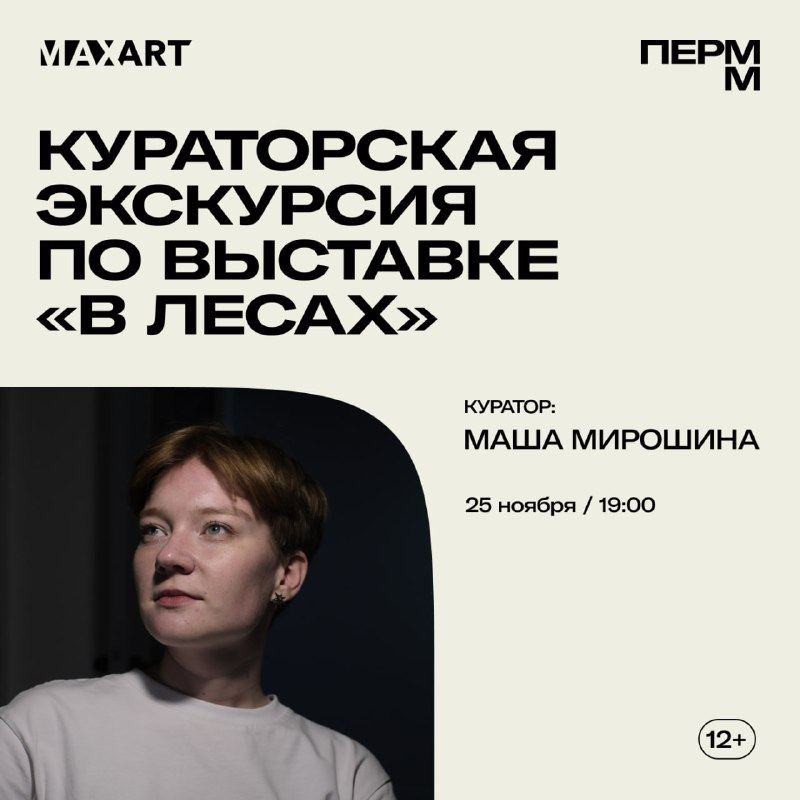 MAXART
ПЕРМ
М
КУРАТОРСКАЯ
ЭКСКУРСИЯ
ПО ВЫСТАВКЕ
«В ЛЕСАХ»
КУРАТОР:
МАША МИРОШИНА
25 ноября / 19:00
12+